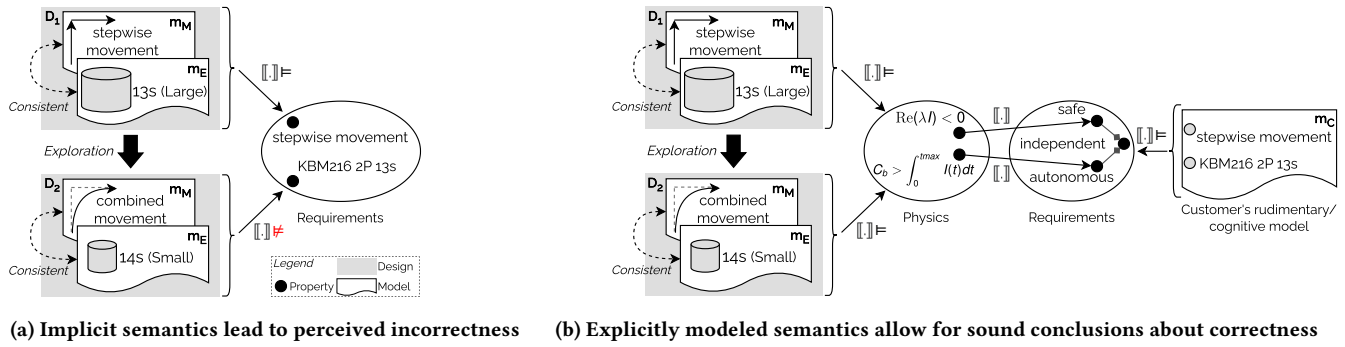 D1
mM
stepwise
movement
mE
13s (Large)
Consistent
⟦.⟧⊨
stepwise movement
KBM216 2P 13s
Requirements
Exploration
D2
mM
combined
movement
mE
14s (Small)
Consistent
⟦.⟧⊭
Legend
Design
Property
Model
(a) Implicit semantics lead to perceived incorrectness
D1
mM
stepwise
movement
mE
13s (Large)
Consistent
⟦.⟧⊨
Exploration
D2
mM
combined
movement
mE
14s (Small)
Consistent
⟦.⟧⊨
Re(λI) < 0
C_b > ∫_0^{tmax} I(t)dt
Physics
⟦.⟧
⟦.⟧
safe
independent
autonomous
Requirements
⟦.⟧⊨
mC
stepwise movement
KBM216 2P 13s
Customer's rudimentary/
cognitive model
(b) Explicitly modeled semantics allow for sound conclusions about correctness